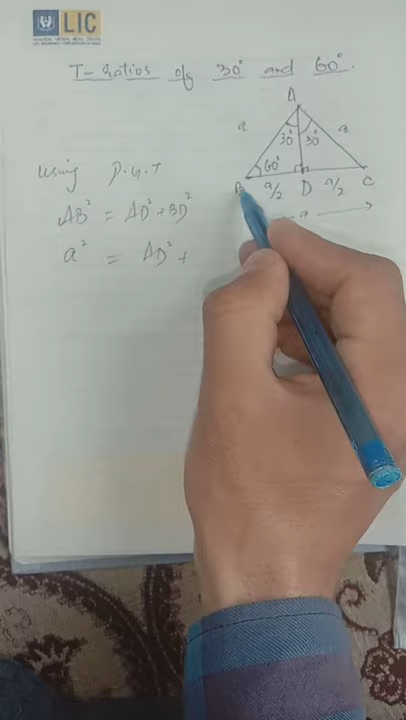 LIC
T-ratios of 30° and 60°.
A
a 30° 30° a
60°
B a/2 D a/2 C
a
Using P.G.T
AB² = AD² + BD²
a² = AD² +